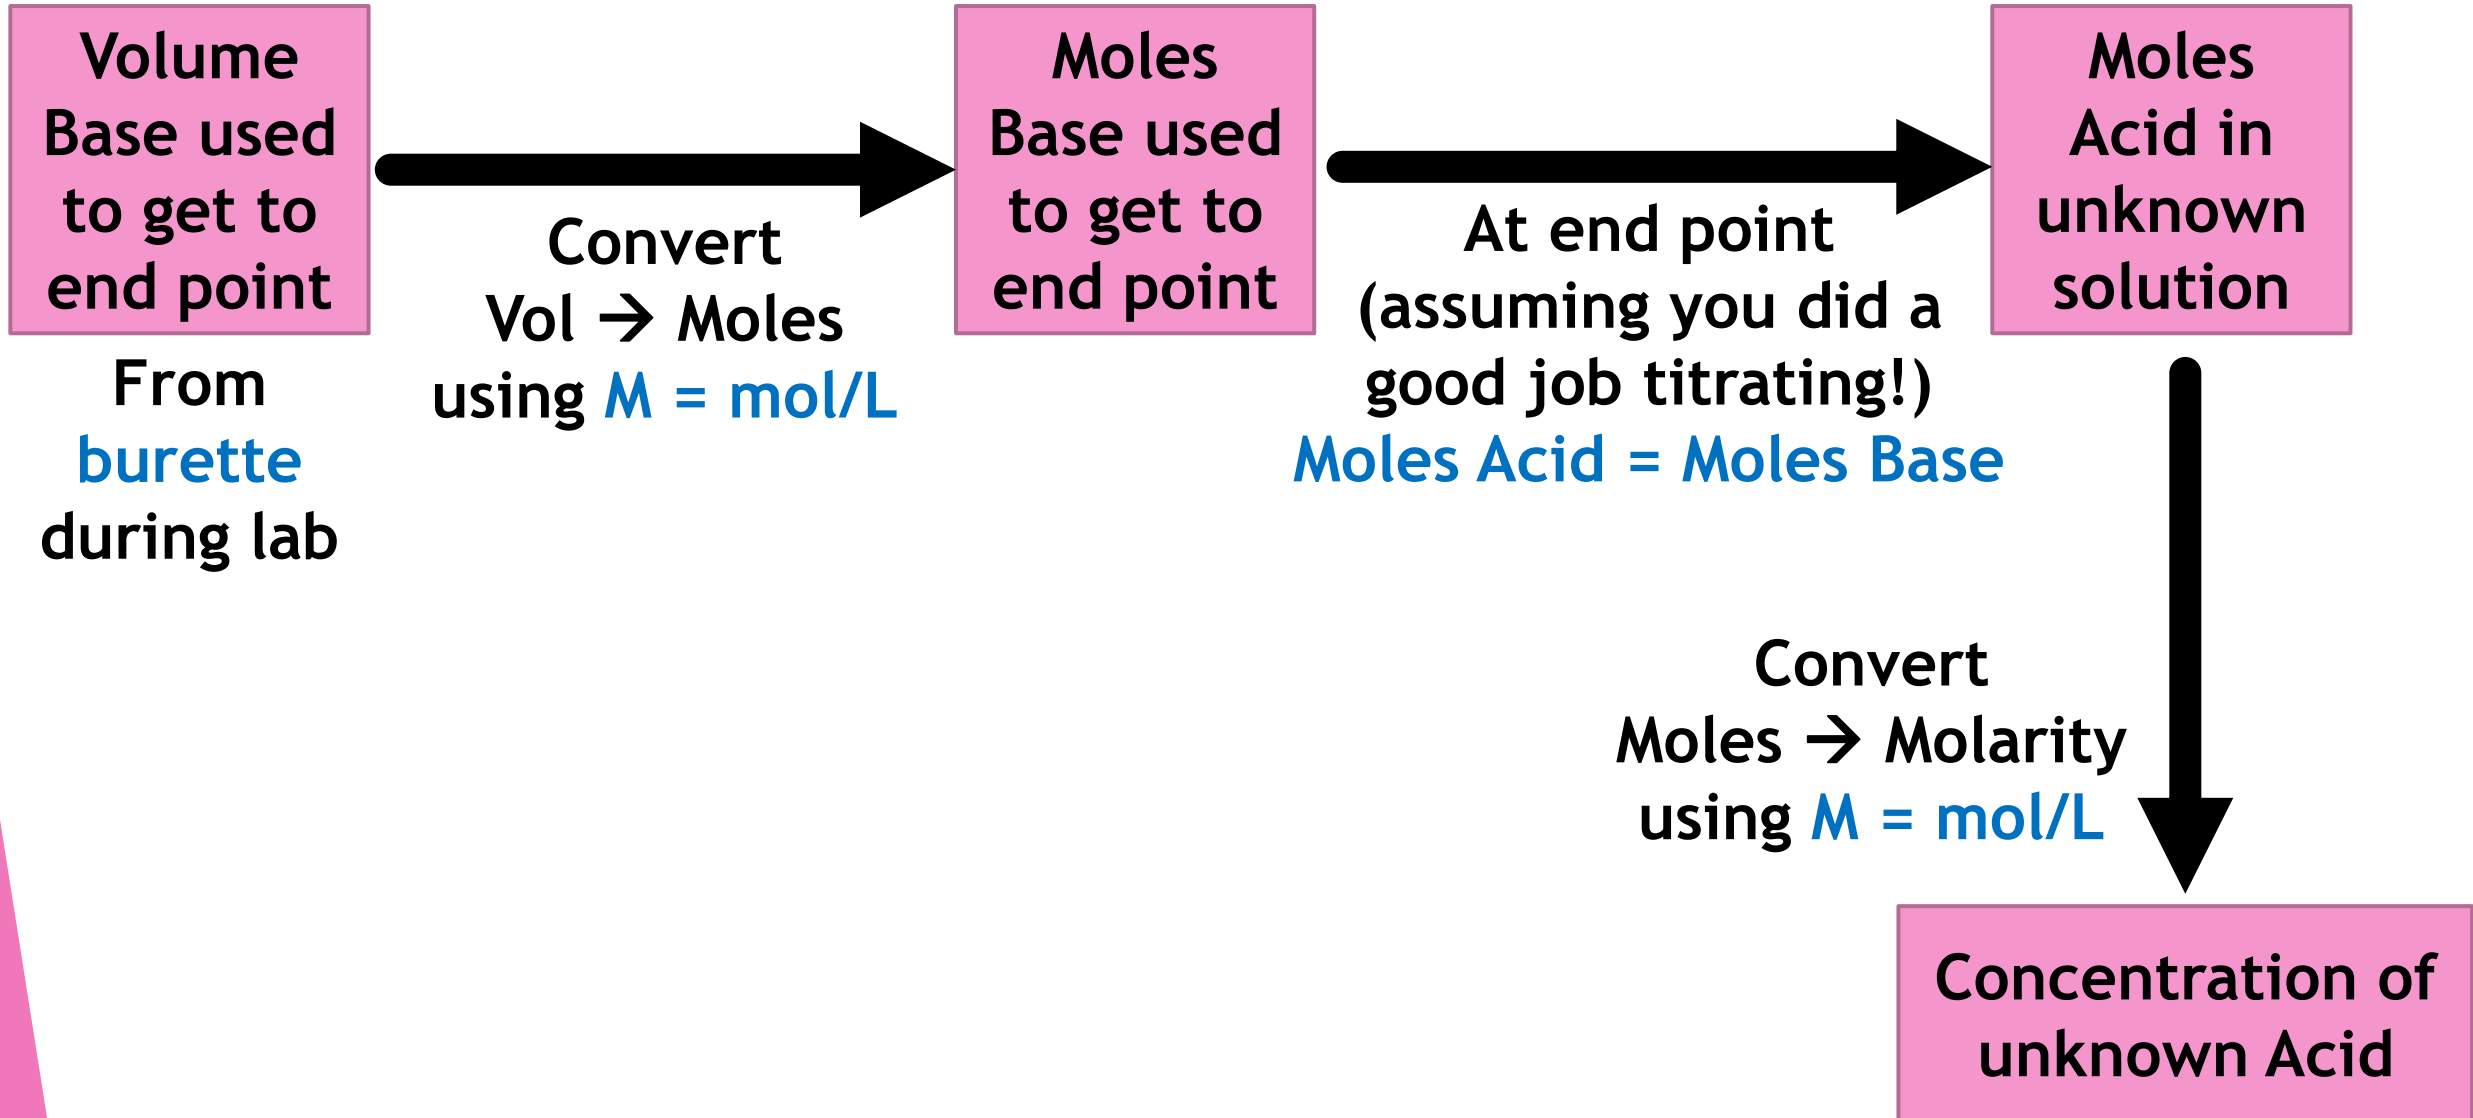 Volume
Base used
to get to
end point
From
burette
during lab
Convert
Vol → Moles
using M = mol/L
Moles
Base used
to get to
end point
At end point
(assuming you did a
good job titrating!)
Moles Acid = Moles Base
Moles
Acid in
unknown
solution
Convert
Moles → Molarity
using M = mol/L
Concentration of
unknown Acid